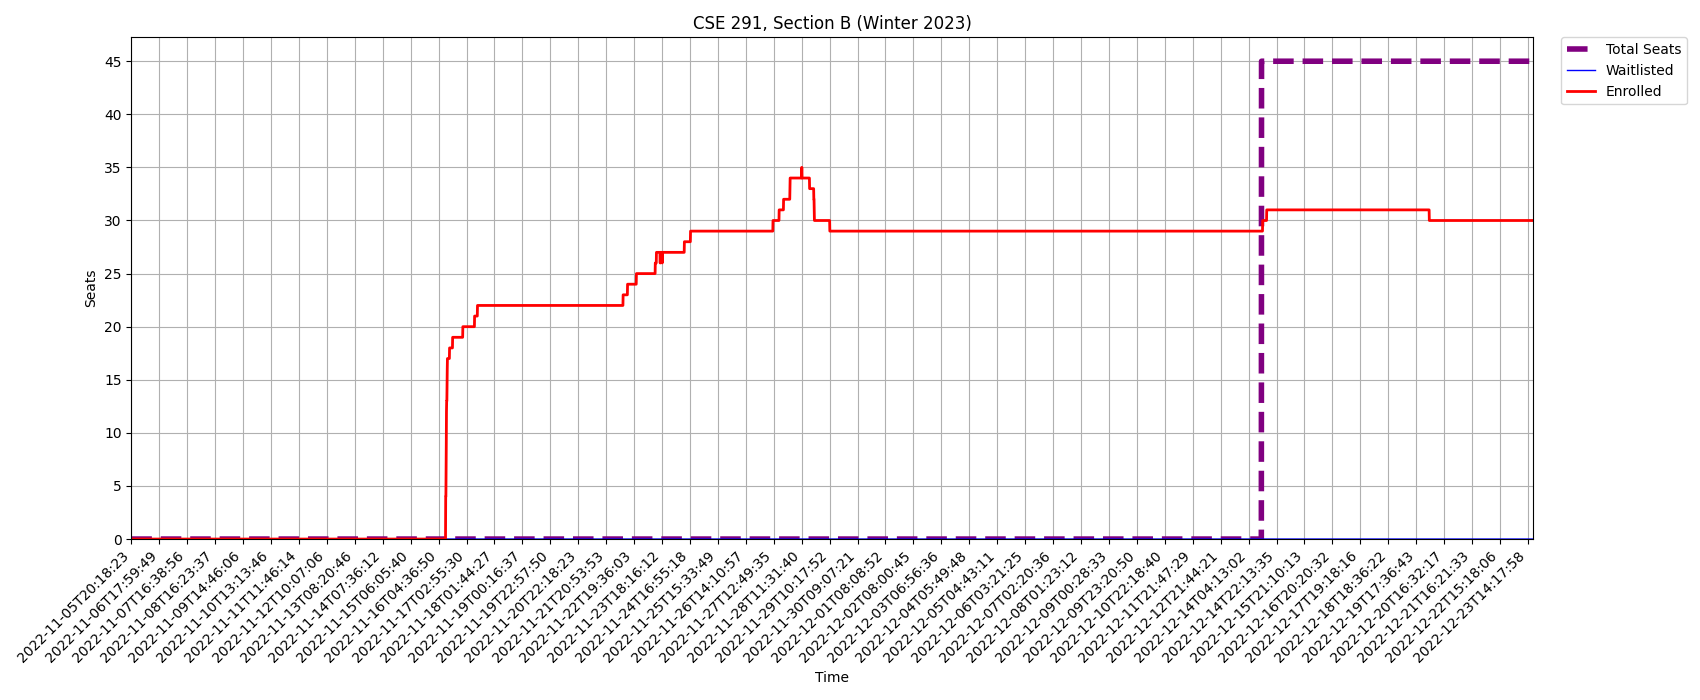 CSE 291, Section B (Winter 2023)
Total Seats
Waitlisted
Enrolled
45
40
35
30
25
20
15
10
5
0
Seats
2022-11-05T20:18:23
2022-11-06T17:59:49
2022-11-07T16:38:56
2022-11-08T16:23:37
2022-11-09T14:46:06
2022-11-10T13:13:46
2022-11-11T11:46:14
2022-11-12T10:07:06
2022-11-13T08:20:46
2022-11-14T07:36:12
2022-11-15T06:05:40
2022-11-16T04:36:50
2022-11-17T02:55:30
2022-11-18T01:44:27
2022-11-19T00:16:37
2022-11-19T22:57:50
2022-11-20T22:18:23
2022-11-21T20:53:53
2022-11-22T19:36:03
2022-11-23T18:16:12
2022-11-24T16:55:18
2022-11-25T15:33:49
2022-11-26T14:10:57
2022-11-27T12:49:35
2022-11-28T11:31:40
2022-11-29T10:17:52
2022-11-30T09:07:21
2022-12-01T08:08:52
2022-12-02T08:00:45
2022-12-03T06:56:36
2022-12-04T05:49:48
2022-12-05T04:43:11
2022-12-06T03:21:25
2022-12-07T02:20:36
2022-12-08T01:23:12
2022-12-09T00:28:33
2022-12-09T23:20:50
2022-12-10T22:18:40
2022-12-11T21:47:29
2022-12-12T21:44:21
2022-12-14T04:13:02
2022-12-14T22:13:35
2022-12-15T21:10:13
2022-12-16T20:20:32
2022-12-17T19:18:16
2022-12-18T18:36:22
2022-12-19T17:36:43
2022-12-20T16:32:17
2022-12-21T16:21:33
2022-12-22T15:18:06
2022-12-23T14:17:58
Time